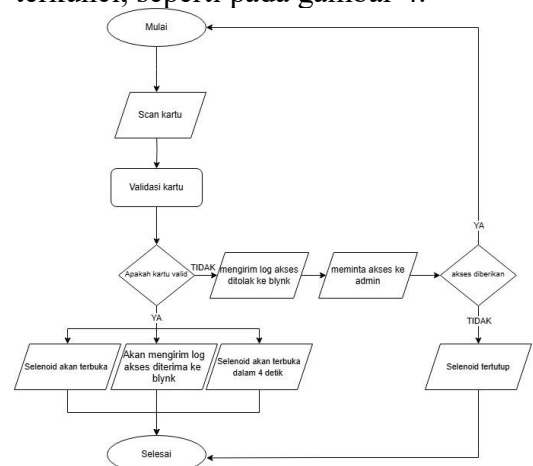 terkunci, seperti pada gambar 4.
Mulai
Scan kartu
Validasi kartu
YA
Apakah kartu valid
TIDAK
mengirim log akses
ditolak ke blynk
meminta akses ke
admin
akses diberikan
YA
TIDAK
Selenoid akan terbuka
Akan mengirim log
akses diterima ke
blynk
Selenoid akan terbuka
dalam 4 detik
Selenoid tertutup
Selesai